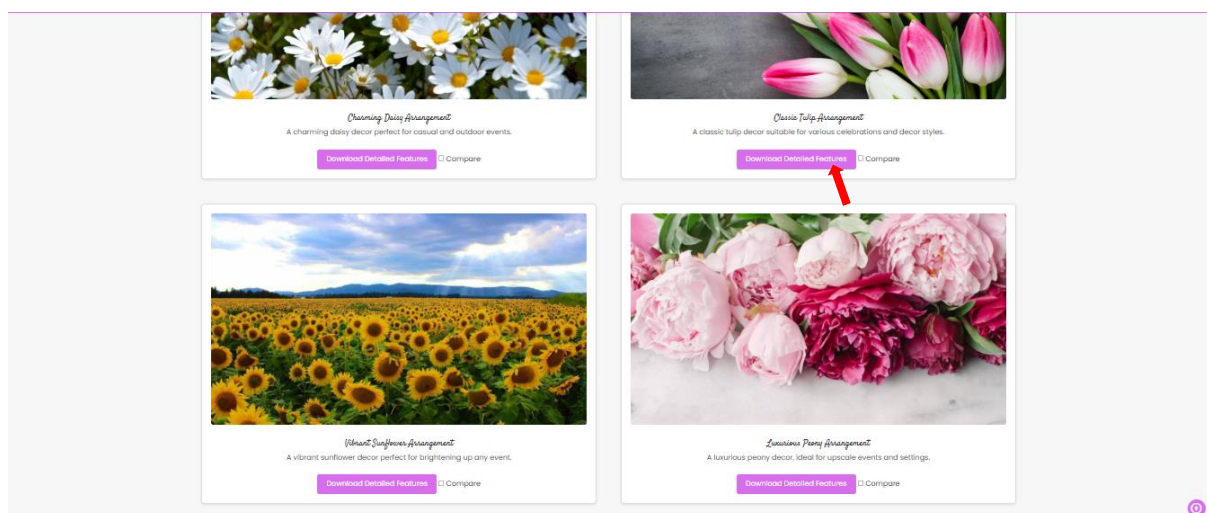 Charming Daisy Arrangement
A charming daisy decor perfect for casual and outdoor events.
Download Detailed Features Compare
Classic Tulip Arrangement
A classic tulip decor suitable for various celebrations and decor styles.
Download Detailed Features Compare
Vibrant Sunflower Arrangement
A vibrant sunflower decor perfect for brightening up any event.
Download Detailed Features Compare
Luxurious Peony Arrangement
A luxurious peony decor, ideal for upscale events and settings.
Download Detailed Features Compare